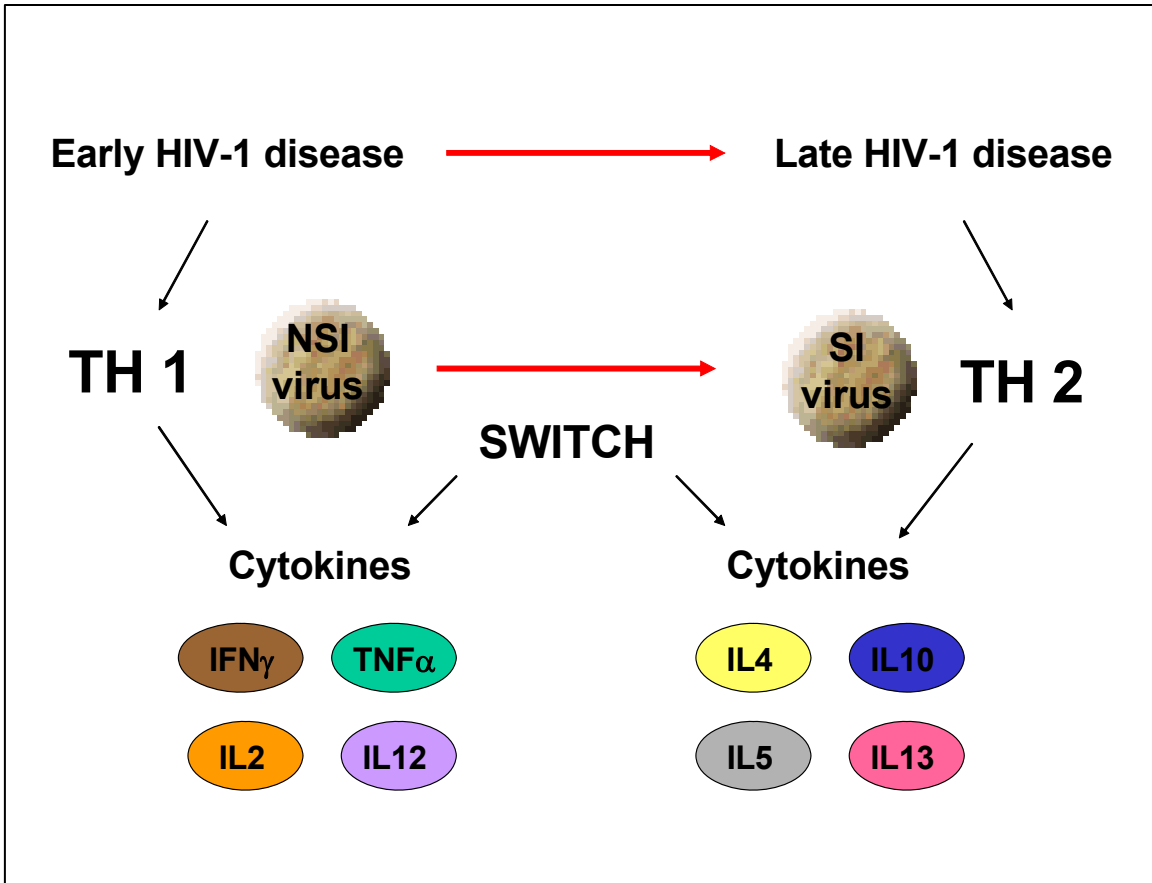 Early HIV-1 disease
Late HIV-1 disease
TH 1
NSI
virus
SI
virus
TH 2
SWITCH
Cytokines
Cytokines
IFNγ
TNFα
IL4
IL10
IL2
IL12
IL5
IL13